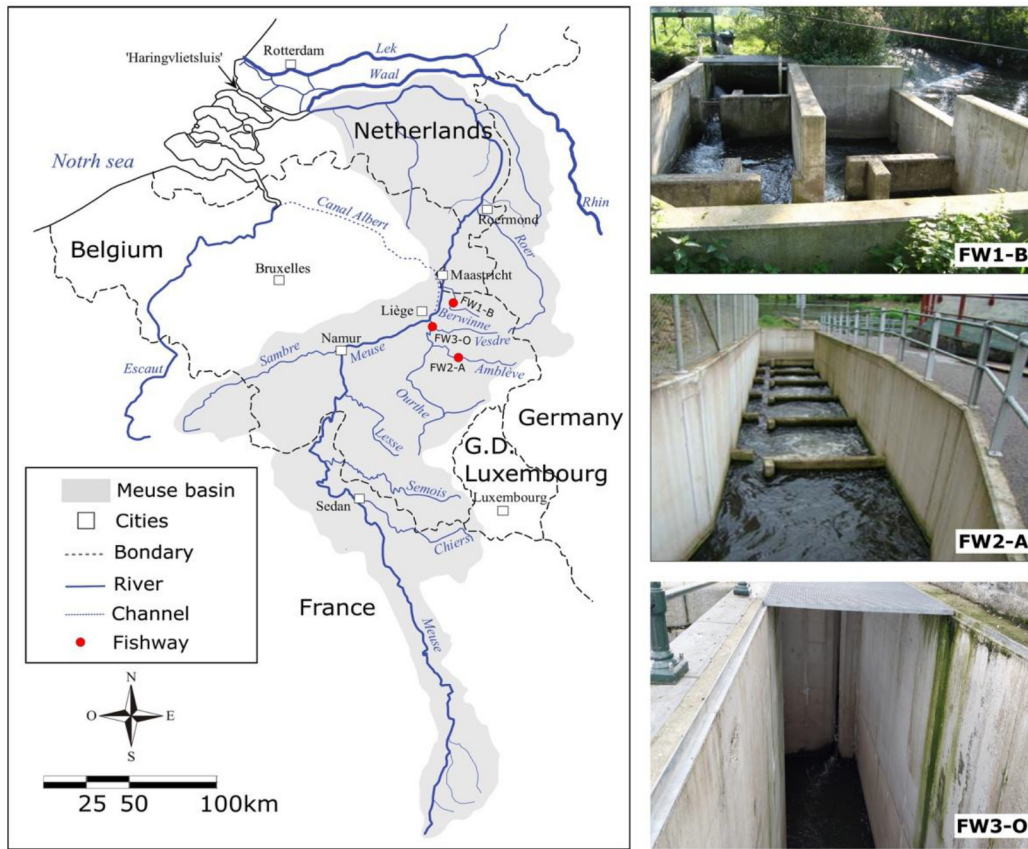 Rotterdam
Lek
'Haringvlietsluis'
Waal
Netherlands
Notrh sea
Rhin
Canal Albert
Roermond
Roer
Belgium
Bruxelles
Maastricht
Liège
FW1-B
Berwinne
FW3-O
Vesdre
Namur
Meuse
Sambre
FW2-A
Amblève
Escaut
Ourthe
Germany
Lesse
G.D.
Luxembourg
Semois
Luxembourg
Sedan
Chiers
France
Meuse
Meuse basin
Cities
Bondary
River
Channel
Fishway
N
O
E
S
25 50 100km
FW1-B
FW2-A
FW3-O